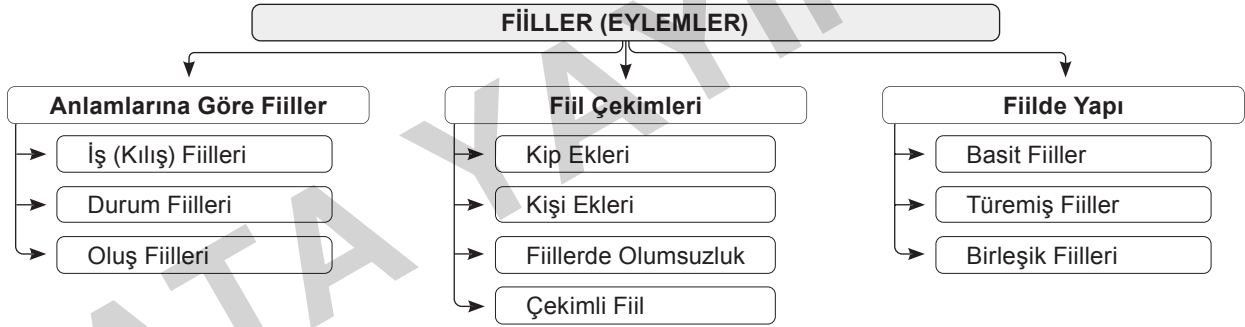 FİİLLER (EYLEMLER)
Anlamlarına Göre Fiiller
İş (Kılış) Fiilleri
Durum Fiilleri
Oluş Fiilleri
Fiil Çekimleri
Kip Ekleri
Kişi Ekleri
Fiillerde Olumsuzluk
Çekimli Fiil
Fiilde Yapı
Basit Fiiller
Türemiş Fiiller
Birleşik Fiilleri